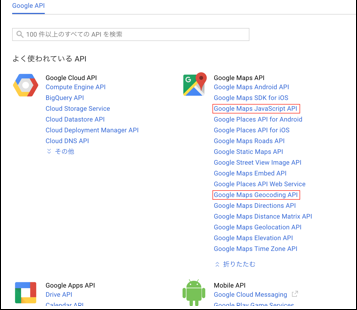 Google API
100 件以上のすべての API を検索
よく使われている API
Google Cloud API
Compute Engine API
BigQuery API
Cloud Storage Service
Cloud Datastore API
Cloud Deployment Manager API
Cloud DNS API
その他
Google Maps API
Google Maps Android API
Google Maps SDK for iOS
Google Maps JavaScript API
Google Places API for Android
Google Places API for iOS
Google Maps Roads API
Google Static Maps API
Google Street View Image API
Google Maps Embed API
Google Places API Web Service
Google Maps Geocoding API
Google Maps Directions API
Google Maps Distance Matrix API
Google Maps Geolocation API
Google Maps Elevation API
Google Maps Time Zone API
折りたたむ
Google Apps API
Drive API
Calendar API
Mobile API
Google Cloud Messaging
Google Play Game Services